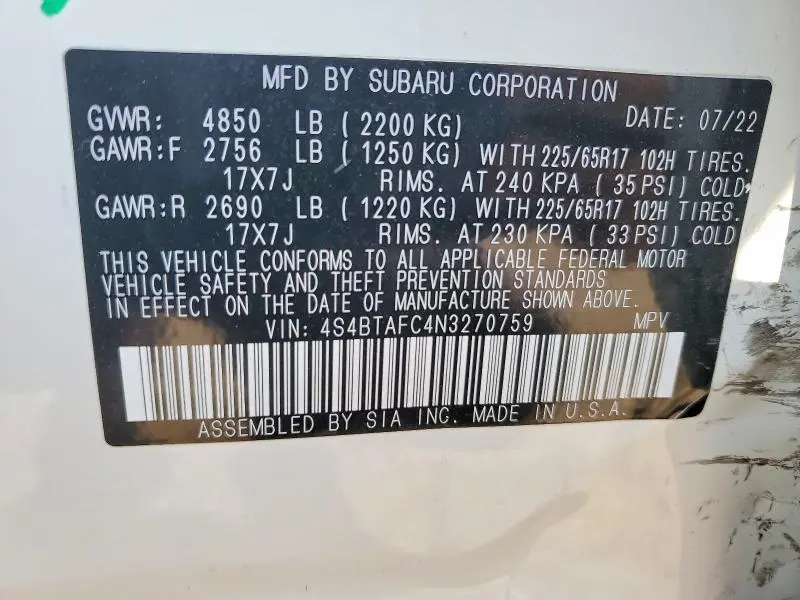 MFD BY SUBARU CORPORATION
GVWR: 4850 LB ( 2200 KG) DATE: 07/22
GAWR:F 2756 LB ( 1250 KG) WITH 225/65R17 102H TIRES.
17X7J RIMS. AT 240 KPA ( 35 PSI) COLD.
GAWR:R 2690 LB ( 1220 KG) WITH 225/65R17 102H TIRES.
17X7J RIMS. AT 230 KPA ( 33 PSI) COLD
THIS VEHICLE CONFORMS TO ALL APPLICABLE FEDERAL MOTOR
VEHICLE SAFETY AND THEFT PREVENTION STANDARDS
IN EFFECT ON THE DATE OF MANUFACTURE SHOWN ABOVE.
VIN: 4S4BTAFC4N3270759 MPV
ASSEMBLED BY SIA INC. MADE IN U.S.A.